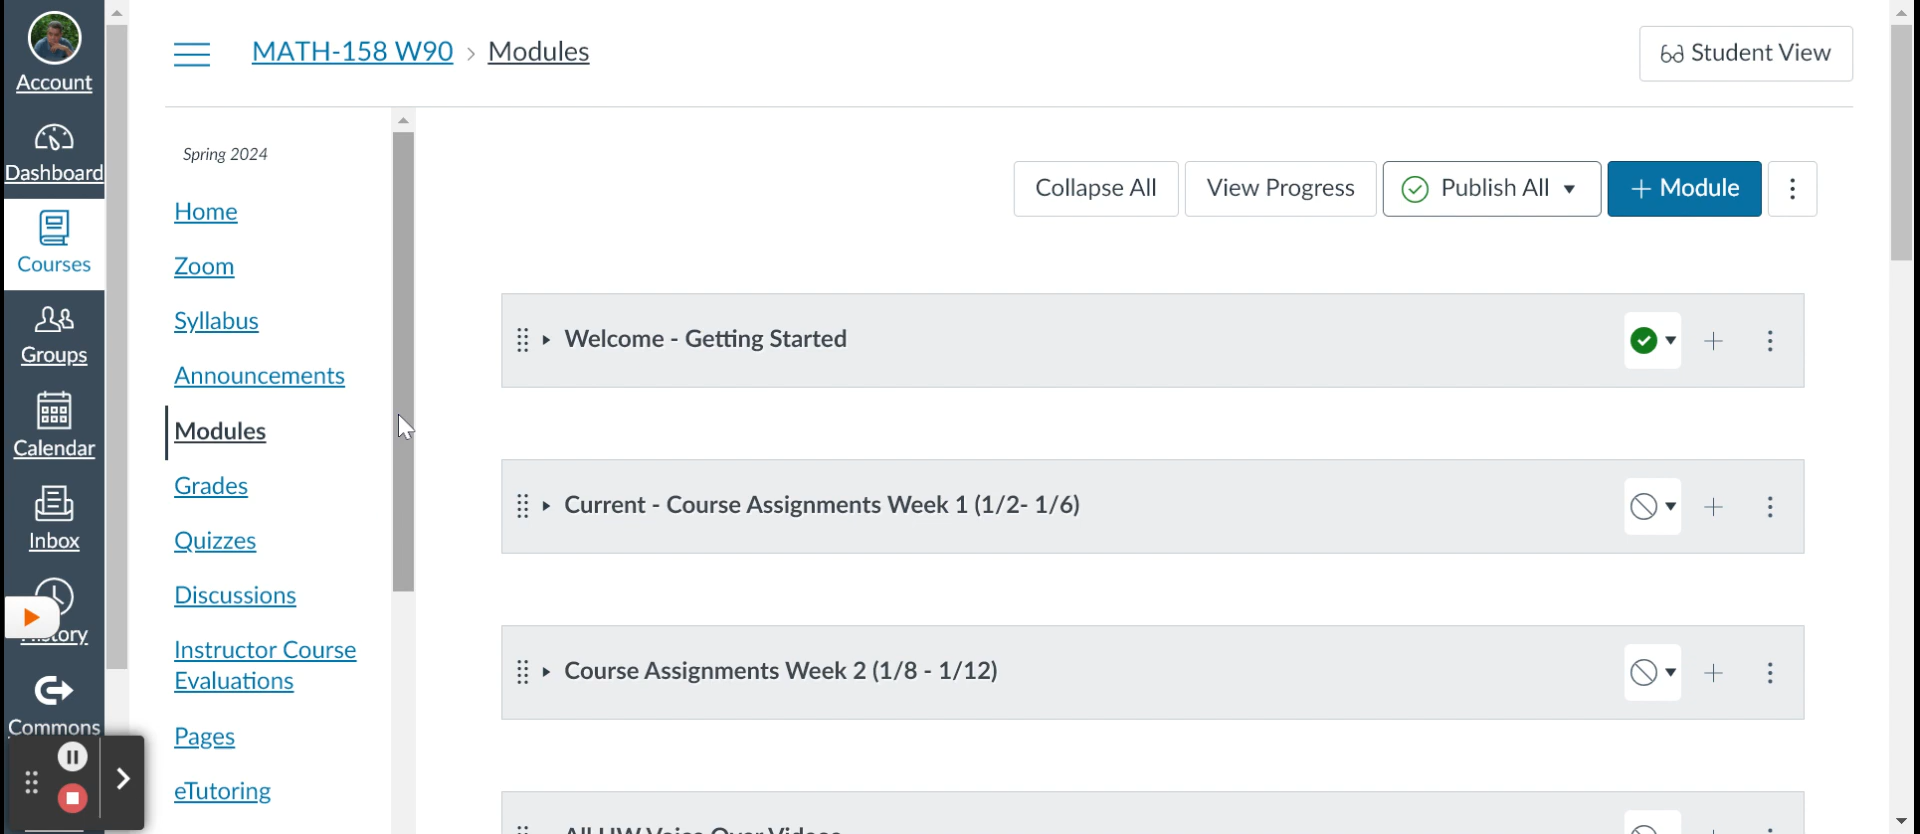 Account
Dashboard
Courses
Groups
Calendar
Inbox
Commons
MATH-158 W90 > Modules
Student View
Spring 2024
Home
Zoom
Syllabus
Announcements
Modules
Grades
Quizzes
Discussions
Instructor Course
Evaluations
Pages
eTutoring
Collapse All
View Progress
Publish All
+ Module
Welcome - Getting Started
Current - Course Assignments Week 1 (1/2- 1/6)
Course Assignments Week 2 (1/8 - 1/12)
All HW Voice Over Videos